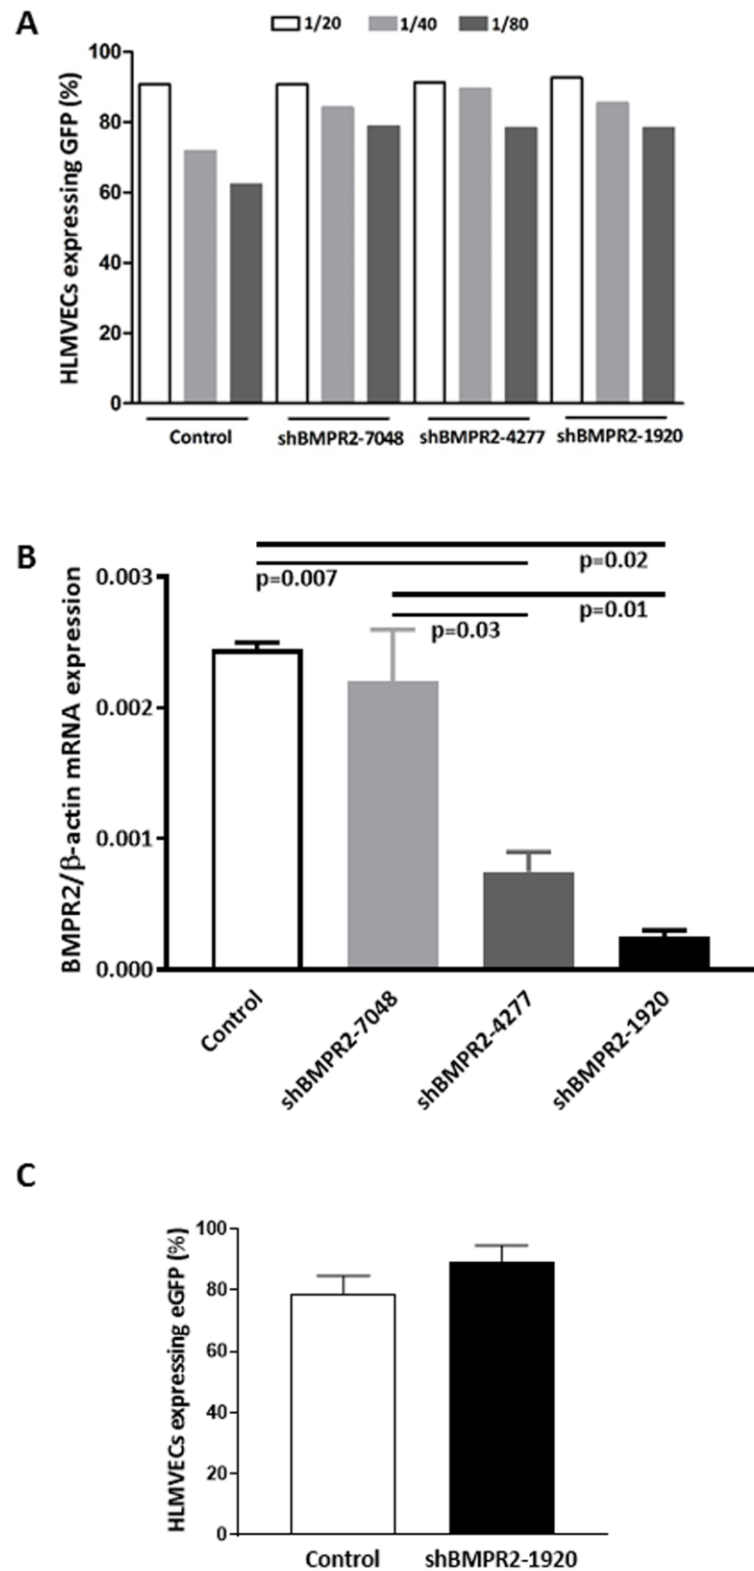 A
1/20 1/40 1/80
HLMVECs expressing GFP (%)
100
80
60
40
20
0
Control shBMPR2-7048 shBMPR2-4277 shBMPR2-1920
B
BMPR2/β-actin mRNA expression
p=0.02
p=0.007
p=0.01
p=0.03
0.003
0.002
0.001
0.000
Control
shBMPR2-7048
shBMPR2-4277
shBMPR2-1920
C
HLMVECs expressing eGFP (%)
100
80
60
40
20
0
Control shBMPR2-1920